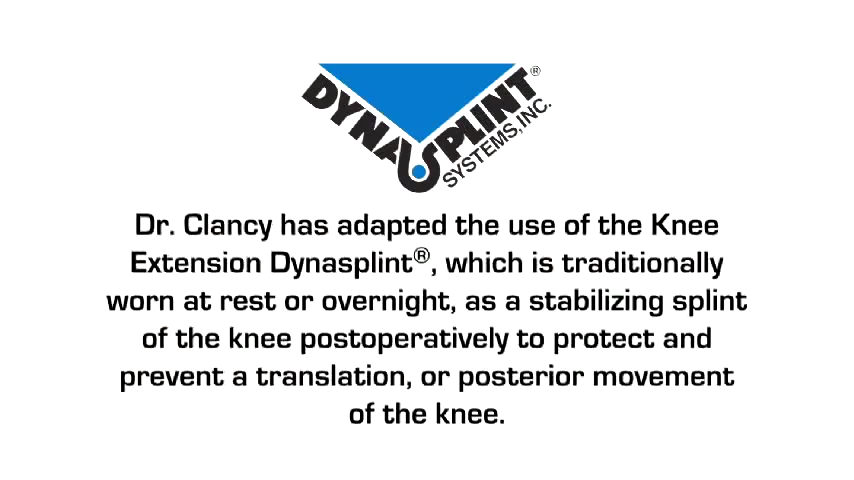 DYNASPLINT®
SYSTEMS, INC.
Dr. Clancy has adapted the use of the Knee
Extension Dynasplint®, which is traditionally
worn at rest or overnight, as a stabilizing splint
of the knee postoperatively to protect and
prevent a translation, or posterior movement
of the knee.